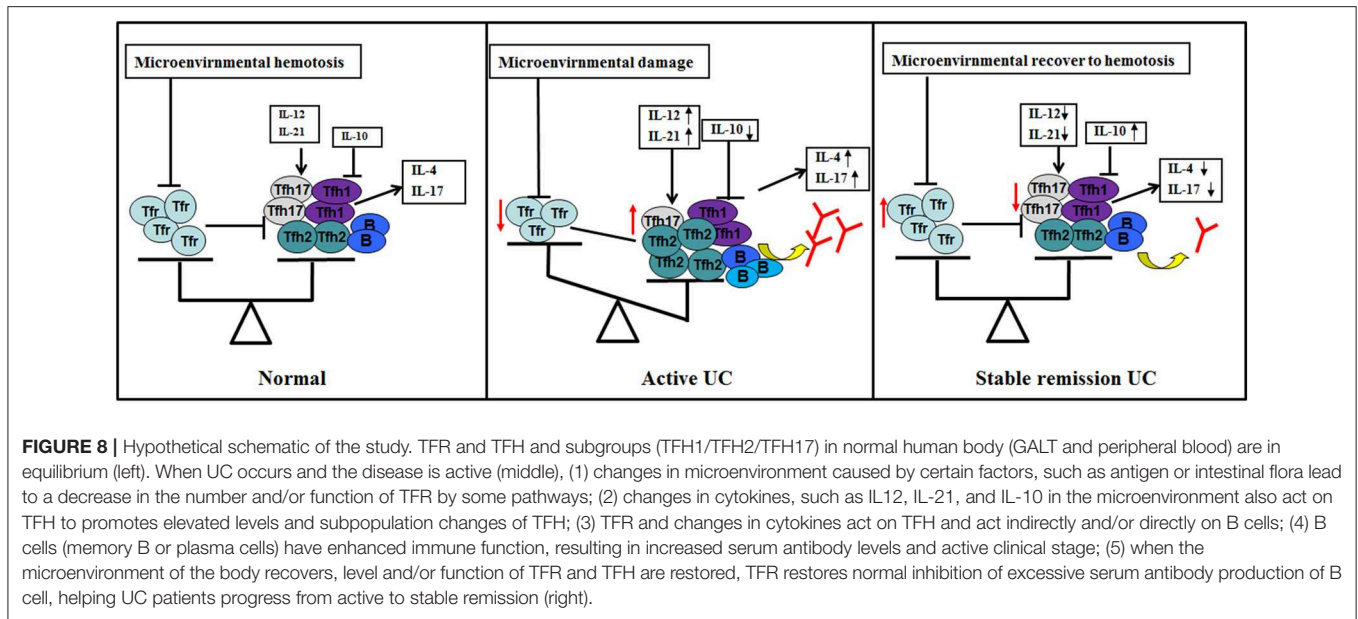 Microenvirnmental hemotosis
IL-12
IL-21
IL-10
IL-4
IL-17
Tfh17
Tfh1
Tfr
Tfr
Tfh17
Tfh1
Tfr
Tfr
Tfh2
Tfh2
B
B
Normal
Microenvirnmental damage
IL-12
IL-21
IL-10
IL-4
IL-17
Tfr
Tfr
Tfr
Tfh17
Tfh1
Tfh2
Tfh1
Tfh2
Tfh2
B
B
B
Active UC
Microenvirnmental recover to hemotosis
IL-12
IL-21
IL-10
IL-4
IL-17
Tfh17
Tfh1
Tfr
Tfr
Tfh17
Tfh1
Tfr
Tfr
Tfh2
Tfh2
B
B
Stable remission UC
FIGURE 8 | Hypothetical schematic of the study. TFR and TFH and subgroups (TFH1/TFH2/TFH17) in normal human body (GALT and peripheral blood) are in
equilibrium (left). When UC occurs and the disease is active (middle), (1) changes in microenvironment caused by certain factors, such as antigen or intestinal flora lead
to a decrease in the number and/or function of TFR by some pathways; (2) changes in cytokines, such as IL12, IL-21, and IL-10 in the microenvironment also act on
TFH to promotes elevated levels and subpopulation changes of TFH; (3) TFR and changes in cytokines act on TFH and act indirectly and/or directly on B cells; (4) B
cells (memory B or plasma cells) have enhanced immune function, resulting in increased serum antibody levels and active clinical stage; (5) when the
microenvironment of the body recovers, level and/or function of TFR and TFH are restored, TFR restores normal inhibition of excessive serum antibody production of B
cell, helping UC patients progress from active to stable remission (right).